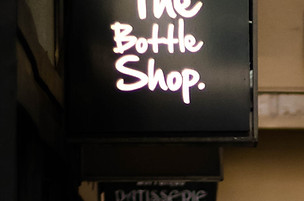 The
Bottle
Shop.
PATISSERIE